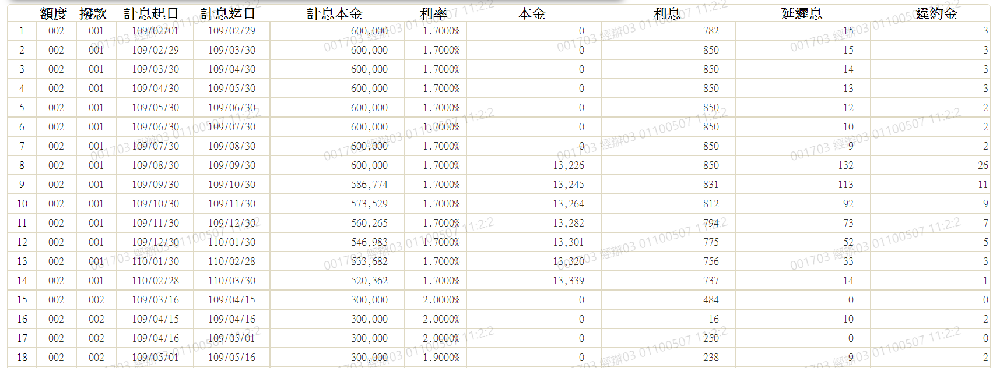 額度 撥款 計息起日 計息迄日 計息本金 利率 本金 利息 延遲息 違約金
1 002 001 109/02/01 109/02/29 600,000 1.7000% 0 782 15 3
2 002 001 109/02/29 109/03/30 600,000 1.7000% 0 850 15 3
3 002 001 109/03/30 109/04/30 600,000 1.7000% 0 850 14 3
4 002 001 109/04/30 109/05/30 600,000 1.7000% 0 850 13 3
5 002 001 109/05/30 109/06/30 600,000 1.7000% 0 850 12 2
6 002 001 109/06/30 109/07/30 600,000 1.7000% 0 850 10 2
7 002 001 109/07/30 109/08/30 600,000 1.7000% 0 850 9 2
8 002 001 109/08/30 109/09/30 600,000 1.7000% 13,226 850 132 26
9 002 001 109/09/30 109/10/30 586,774 1.7000% 13,245 831 113 11
10 002 001 109/10/30 109/11/30 573,529 1.7000% 13,264 812 92 9
11 002 001 109/11/30 109/12/30 560,265 1.7000% 13,282 794 73 7
12 002 001 109/12/30 110/01/30 546,983 1.7000% 13,301 775 52 5
13 002 001 110/01/30 110/02/28 533,682 1.7000% 13,320 756 33 3
14 002 001 110/02/28 110/03/30 520,362 1.7000% 13,339 737 14 1
15 002 002 109/03/16 109/04/15 300,000 2.0000% 0 484 0 0
16 002 002 109/04/15 109/04/16 300,000 2.0000% 0 16 10 2
17 002 002 109/04/16 109/05/01 300,000 2.0000% 0 250 0 0
18 002 002 109/05/01 109/05/16 300,000 1.9000% 0 238 9 2
001703 經辦03 01100507 11:2:2